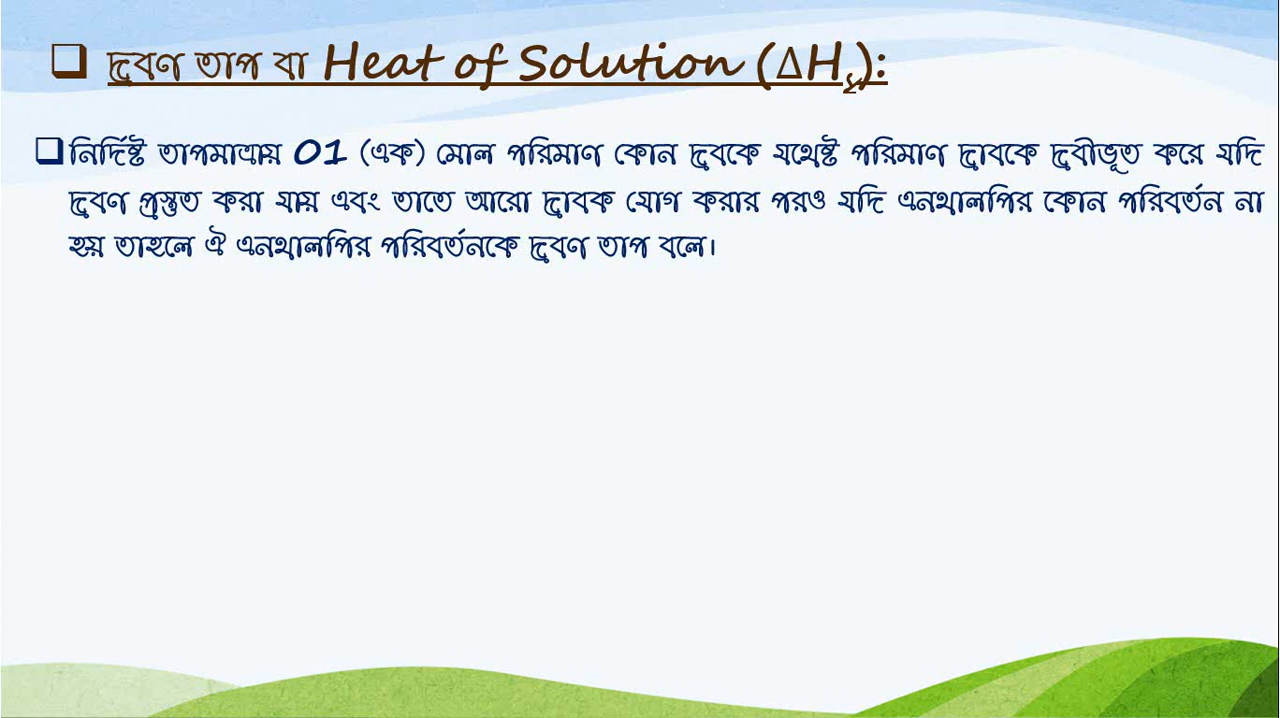 দ্রবণ তাপ বা Heat of Solution (ΔHₛ):
নির্দিষ্ট তাপমাত্রায় 01 (এক) মোল পরিমাণ কোন দ্রবকে যথেষ্ট পরিমাণ দ্রাবকে দ্রবীভূত করে যদি
দ্রবণ প্রস্তুত করা যায় এবং তাতে আরো দ্রাবক যোগ করার পরও যদি এনথালপির কোন পরিবর্তন না
হয় তাহলে ঐ এনথালপির পরিবর্তনকে দ্রবণ তাপ বলে।